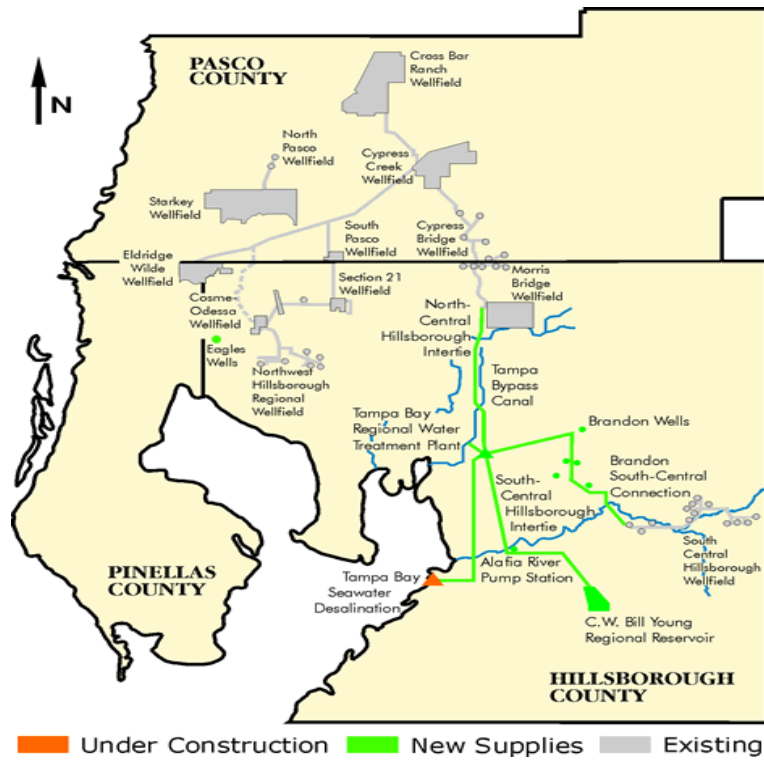 PASCO
COUNTY
Cross Bar
Ranch
Wellfield
N
North
Pasco
Wellfield
Cypress
Creek
Wellfield
Starkey
Wellfield
South
Pasco
Wellfield
Cypress
Bridge
Wellfield
Eldridge
Wilde
Wellfield
Section 21
Wellfield
Morris
Bridge
Wellfield
Cosme-
Odessa
Wellfield
North-
Central
Hillsborough
Intertie
Eagles
Wells
Northwest
Hillsborough
Regional
Wellfield
Tampa
Bypass
Canal
Tampa Bay
Regional Water
Treatment Plant
Brandon Wells
Brandon
South-Central
Connection
South-
Central
Hillsborough
Intertie
South
Central
Hillsborough
Wellfield
Alafia River
Pump Station
PINELLAS
COUNTY
Tampa Bay
Seawater
Desalination
C.W. Bill Young
Regional Reservoir
HILLSBOROUGH
COUNTY
Under Construction
New Supplies
Existing